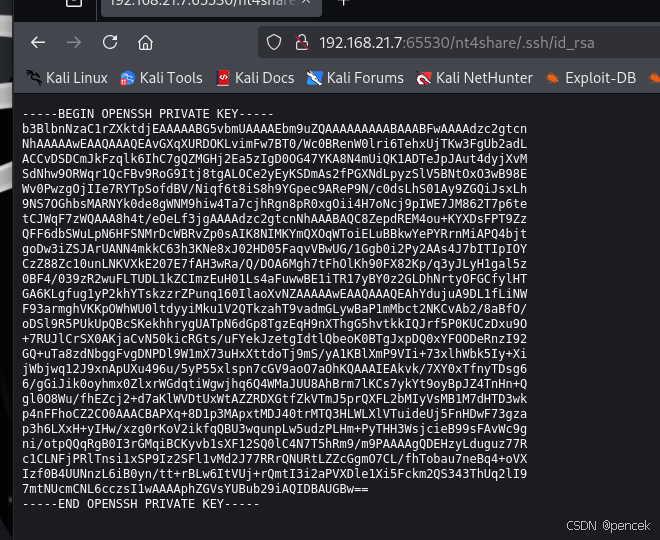 192.168.21.7:65530/nt4share
192.168.21.7:65530/nt4share/.ssh/id_rsa
Kali Linux Kali Tools Kali Docs Kali Forums Kali NetHunter Exploit-DB
-----BEGIN OPENSSH PRIVATE KEY-----
b3BlbnNzaC1rZXktdjEAAAAABG5vbmUAAAAEbm9uZQAAAAAAAAABAAABFwAAAAdzc2gtcn
NhAAAAAwEAAQAAAQEAvGXqXURDOKLvimFw7BT0/Wc0BRenW0lri6TehxUjTKw3FgUb2adL
ACCvDSDCmJkFzqlk6IhC7gQZMGHj2Ea5zIgD0OG47YKA8N4mUiQK1ADTeJpJAut4dyjXvM
SdNhw9ORWqr1QcFBv9RoG9Itj8tgALOCe2yEyKSDmAs2fPGXNdLpyzSlV5BNtOxO3wB98E
Wv0PwzgOjIIe7RYTpSofdBV/Niqf6t8iS8h9YGpec9AReP9N/c0dsLhS01Ay9ZGQiJsxLh
9NS7OGhbsMARNYk0de8gWNM9hiw4Ta7cjhRgn8pR0xgOii4H7oNcj9pIWE7JM862T7p6te
tCJWqF7zWQAAA8h4t/eOeLf3jgAAAAdzc2gtcnNhAAABAQC8ZepdREM4ou+KYXDsFPT9Zz
QFF6dbSWuLpN6HFSNMrDcWBRvZp0sAIK8NIMKYmQXOqWToiELuBBkwYePYRrnMiAPQ4bjt
goDw3iZSJArUANN4mkkC63h3KNe8xJ02HD05FaqvVBwUG/1Ggb0i2Py2AAs4J7bITIpIOY
CzZ88Zc10unLNKVXkE207E7fAH3wRa/Q/DOA6Mgh7tFhOlKh90FX82Kp/q3yJLyH1gal5z
0BF4/039zR2wuFLTUDL1kZCImzEuH01Ls4aFuwwBE1iTR17yBY0z2GLDhNrtyOFGCfylHT
GA6KLgfug1yP2khYTskzzrZPunq160IlaoXvNZAAAAAwEAAQAAAQEAhYdujuA9DL1fLiNW
F93armghVKKpOWhWU0ltdyyiMku1V2QTkzahT9vadmGLywBaP1mMbct2NKCvAb2/8aBfO/
oDSl9R5PUkUpQBcSKekhhrygUATpN6dGp8TgzEqH9nXThgG5hvtkkIQJrf5P0KUCzDxu9O
+7RUJlCrSX0AKjaCvN50kicRGts/uFYekJzetgIdtlQbeoK0BTgJxpDQ0xYFOODeRnzI92
GQ+uTa8zdNbggFvgDNPDl9W1mX73uHxXttdoTj9mS/yA1KBlXmP9VIi+73xlhWbk5Iy+Xi
jWbjwq12J9xnApUXu496u/5yP55xlspn7cGV9aoO7aOhKQAAAIEAkvk/7XY0xTfnyTDsg6
6/gGiJik0oyhmx0ZlxrWGdqtiWgwjhq6Q4WMaJUU8AhBrm7lKCs7ykYt9oyBpJZ4TnHn+Q
gl0O8Wu/fhEZcj2+d7aKlWVDtUxWtAZZRDXGtfZkVTmJ5prQXFL2bMIyVsMB1M7dHTD3wk
p4nFFhoCZ2CO0AAACBAPXq+8D1p3MApxtMDJ40trMTQ3HLWLXlVTuideUj5FnHDwF73gza
p3h6LXxH+yIHw/xzg0rKoV2ikfqQBU3wqunpLw5udzPLHm+PyTHH3WsjcieB99sFAvWc9g
ni/otpQQqRgB0I3rGMqiBCKyvb1sXF12SQ0lC4N7T5hRm9/m9PAAAAgQDEHzyLduguz77R
c1CLNFjPRlTnsi1xSP9Iz2SFl1vMd2J77RRrQNURtLZZcGgmO7CL/fhTobau7neBq4+oVX
Izf0B4UUNnzL6iB0yn/tt+rBLw6ItVUj+rQmtI3i2aPVXDle1Xi5Fckm2QS343ThUq2lI9
7mtNUcmCNL6cczsI1wAAAAphZGVsYUBub29iAQIDBAUGBw==
-----END OPENSSH PRIVATE KEY-----
CSDN @pencek